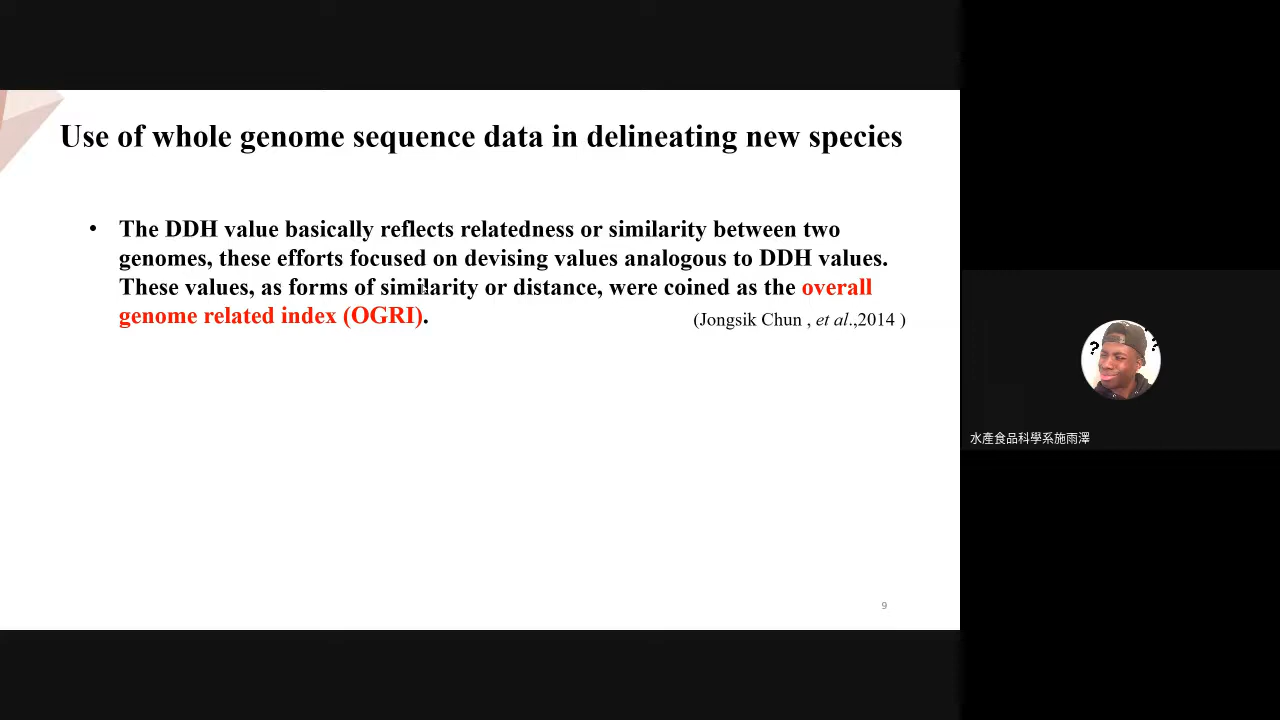 Use of whole genome sequence data in delineating new species
• The DDH value basically reflects relatedness or similarity between two
genomes, these efforts focused on devising values analogous to DDH values.
These values, as forms of similarity or distance, were coined as the overall
genome related index (OGRI).
(Jongsik Chun , et al.,2014 )
9
? ?
水產食品科學系施雨澤